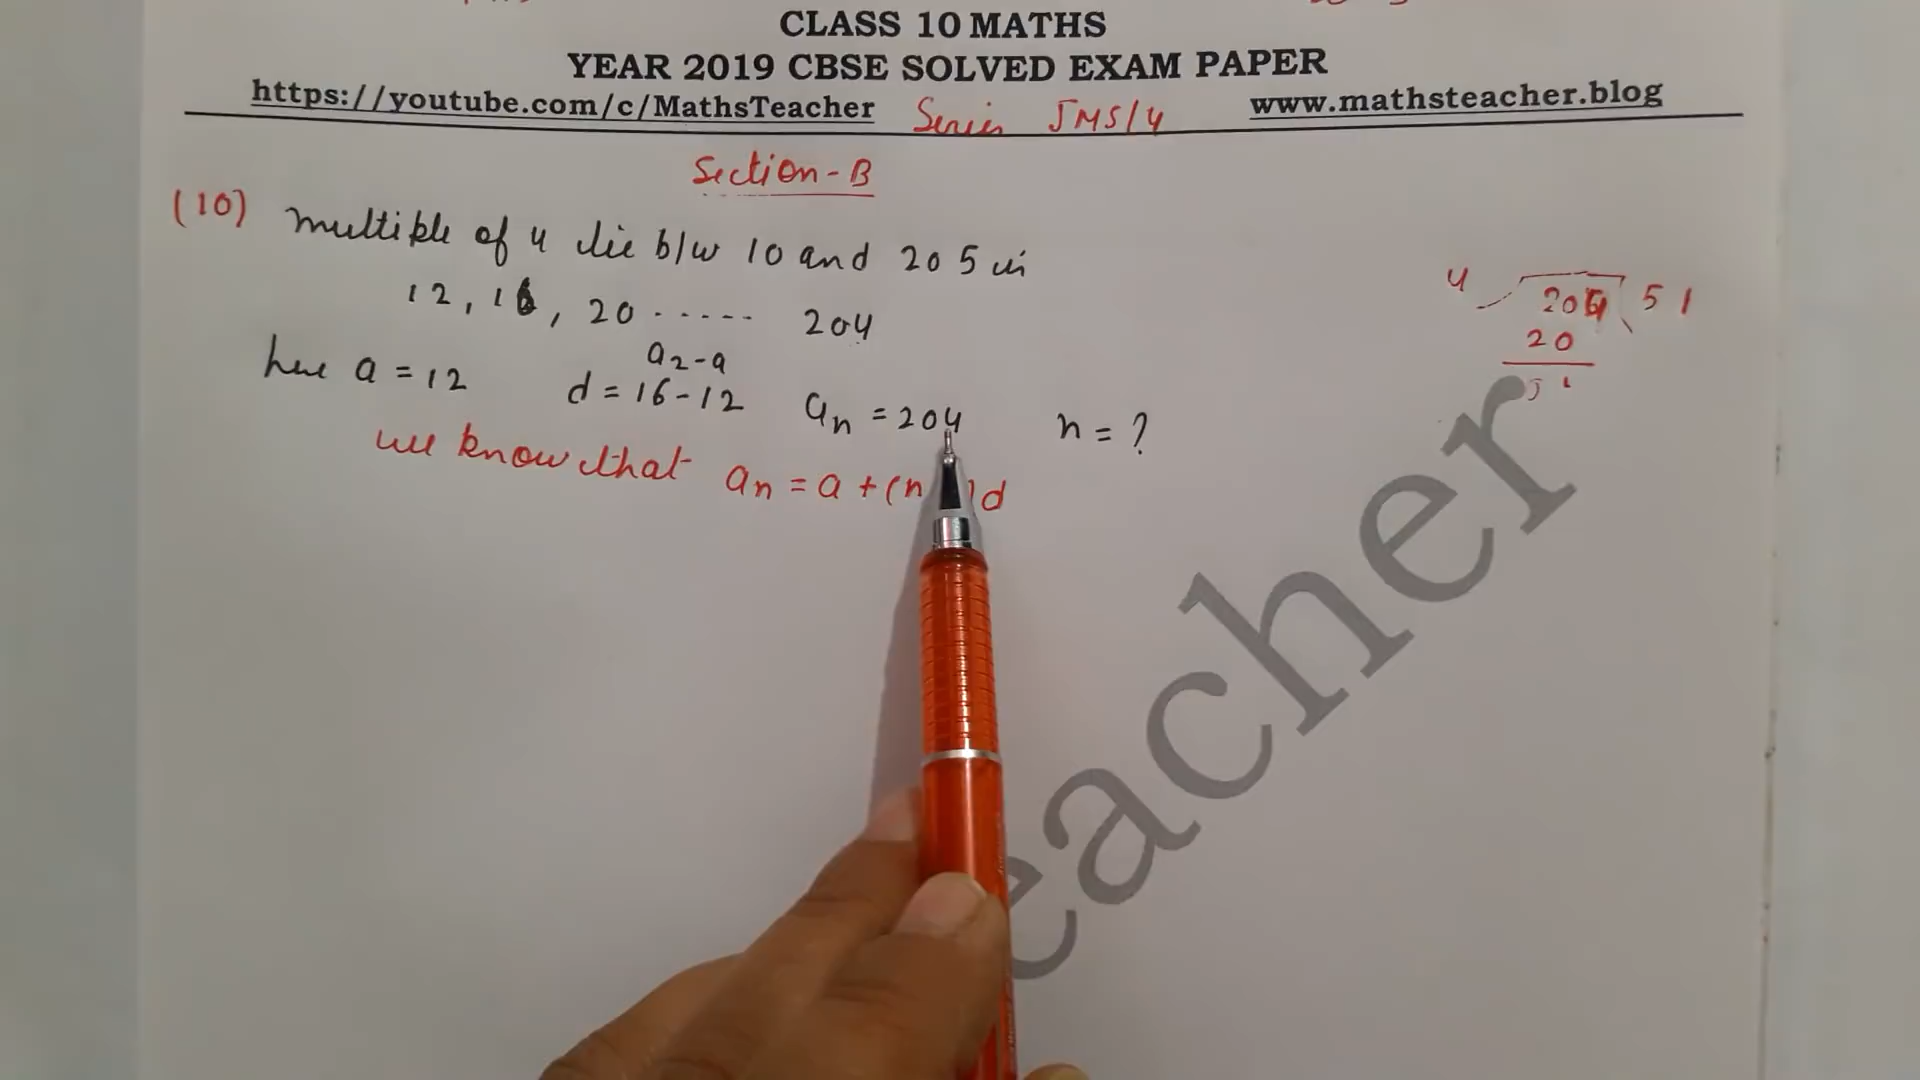 CLASS 10 MATHS
YEAR 2019 CBSE SOLVED EXAM PAPER
https://youtube.com/c/MathsTeacher Series JMS/4 www.mathsteacher.blog
Section-B
(10) Multiple of 4 lie b/w 10 and 205 is
12, 16, 20 ...... 204
4 204 51
20
a2-a
here a = 12 d = 16-12 an = 204 n = ?
we know that an = a + (n )d
eacher